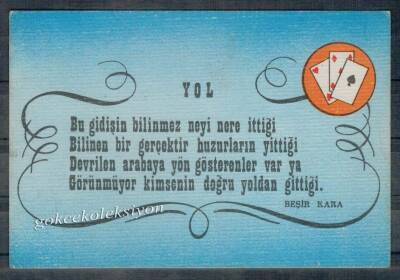 YOL
Bu gidişin bilinmez neyi nere ittiği
Bilinen bir gerçektir huzurların yittiği
Devrilen arabaya yön gösterenler var ya
Görünmüyor kimsenin doğru yoldan gittiği.
BEŞİR KARA
gokcekoleksiyon